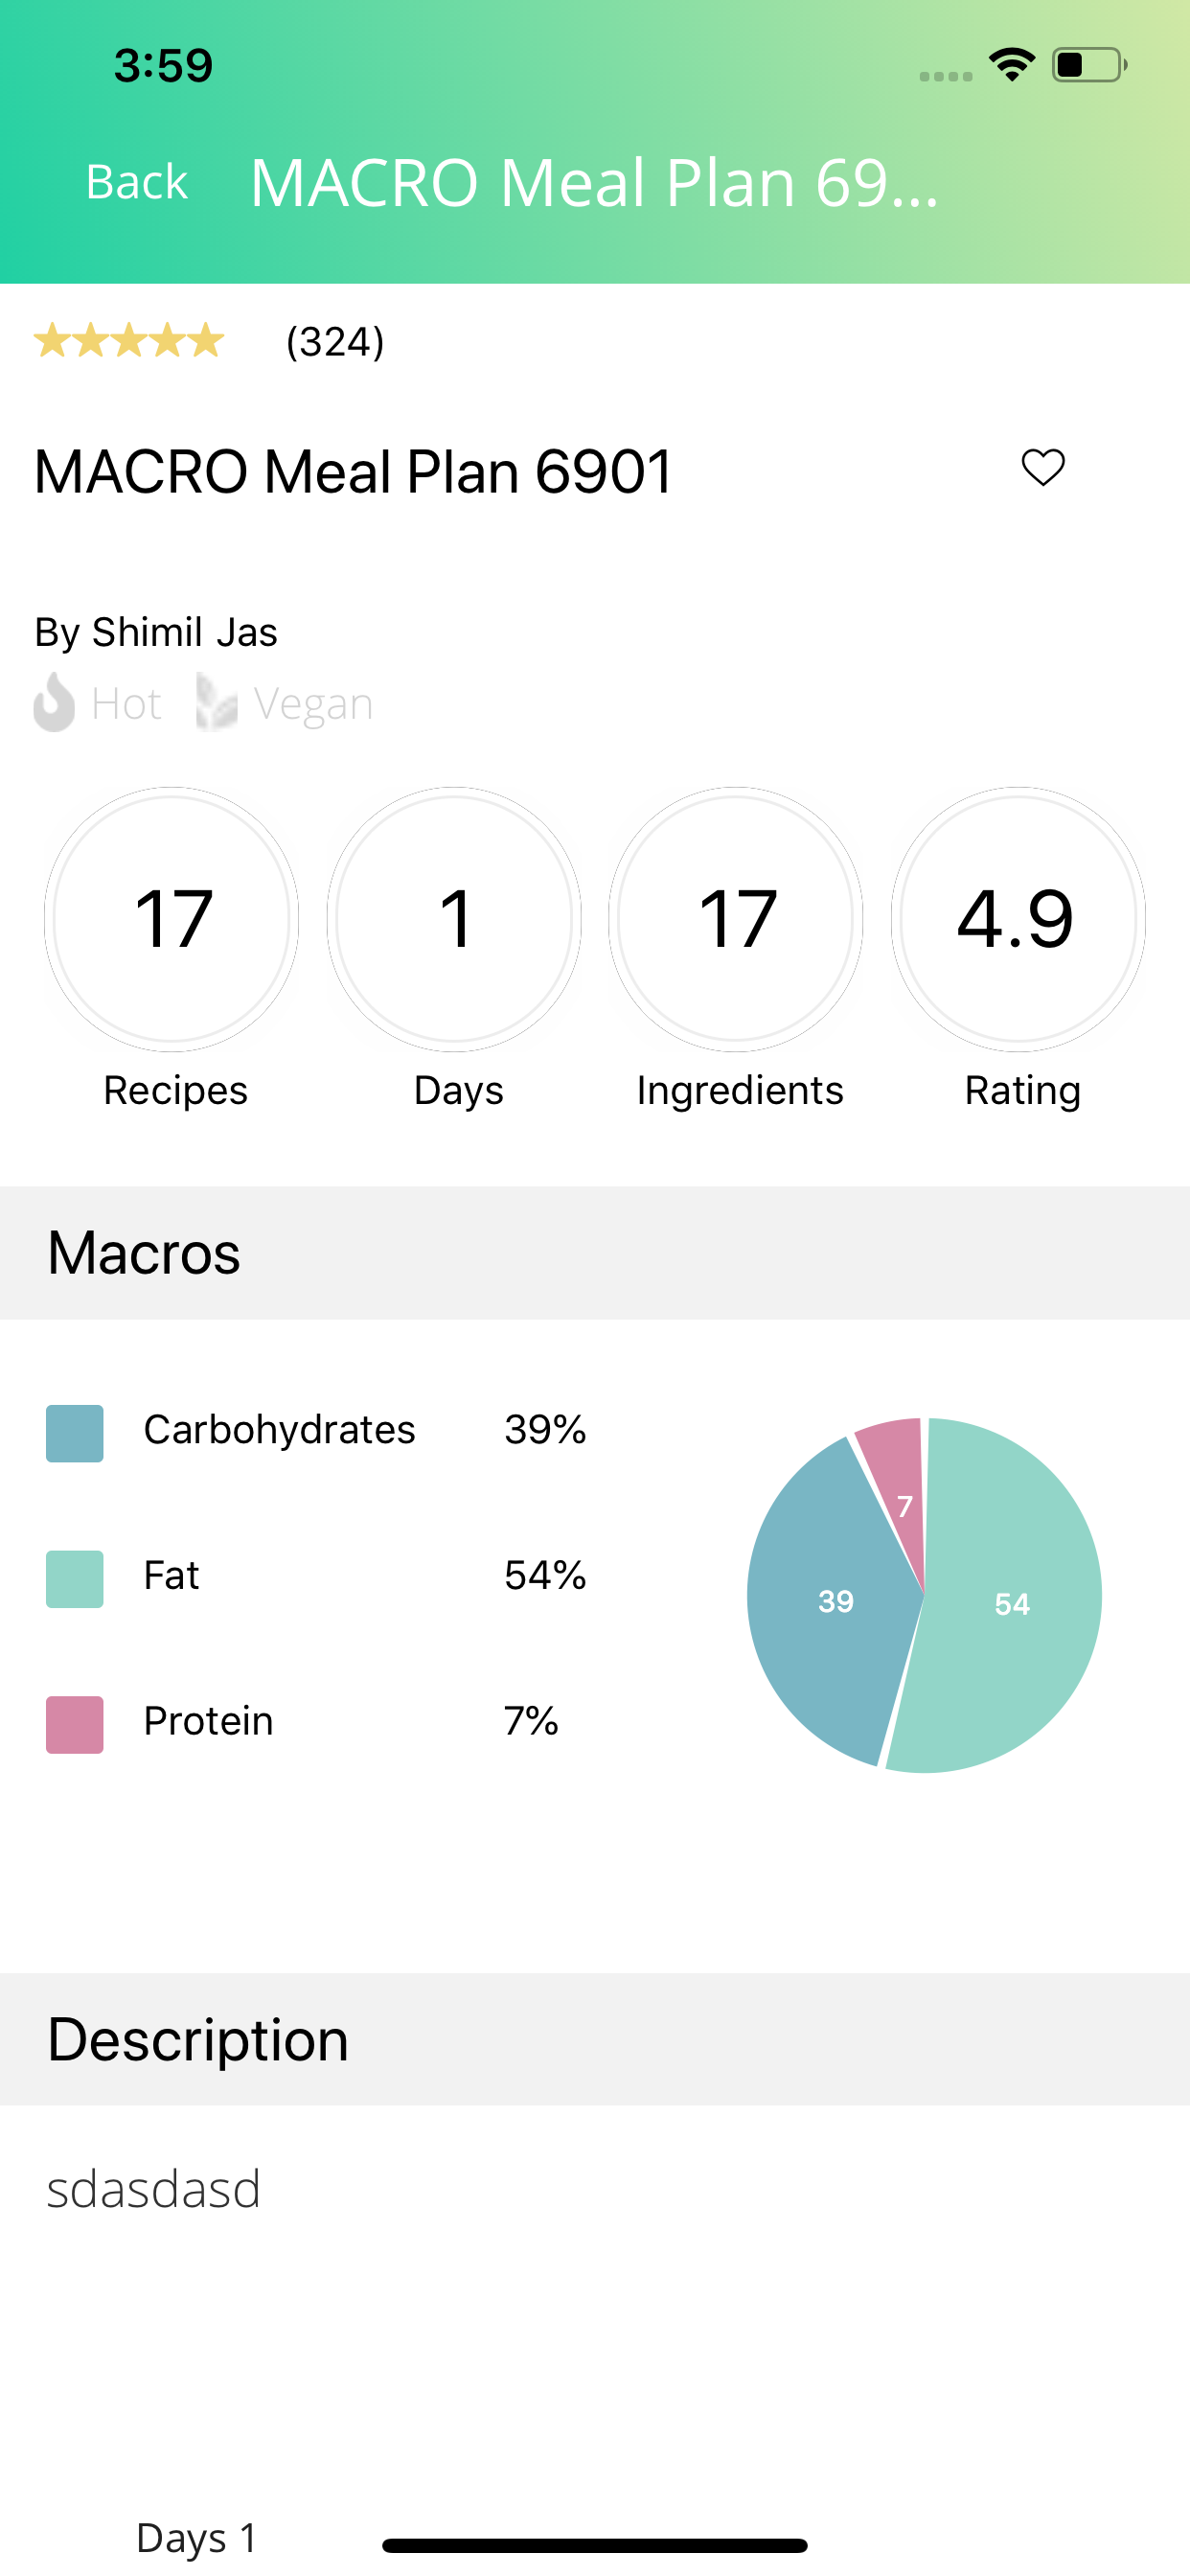 3:59
Back MACRO Meal Plan 69...
(324)
MACRO Meal Plan 6901
By Shimil Jas
Hot Vegan
17 1 17 4.9
Recipes Days Ingredients Rating
Macros
Carbohydrates 39%
Fat 54%
Protein 7%
7
39 54
Description
sdasdasd
Days 1